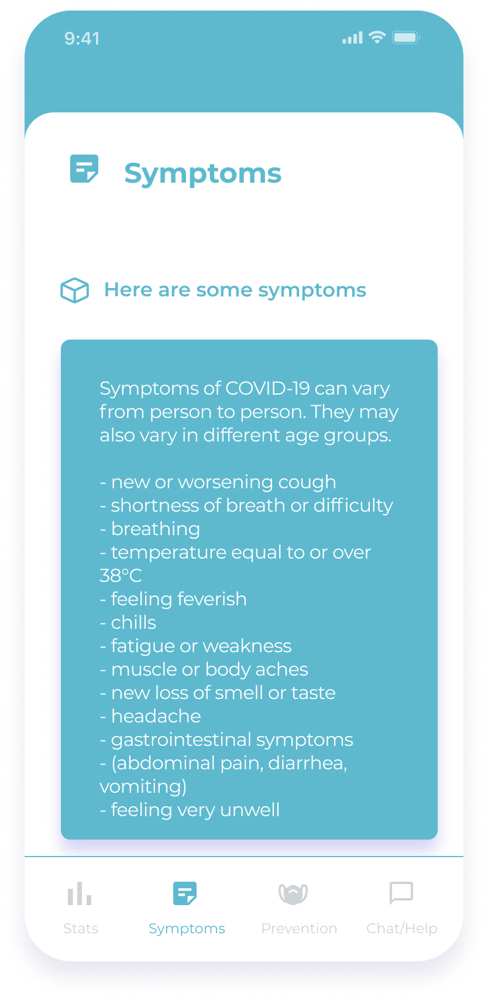 9:41
Symptoms
Here are some symptoms
Symptoms of COVID-19 can vary
from person to person. They may
also vary in different age groups.
- new or worsening cough
- shortness of breath or difficulty
- breathing
- temperature equal to or over
38°C
- feeling feverish
- chills
- fatigue or weakness
- muscle or body aches
- new loss of smell or taste
- headache
- gastrointestinal symptoms
- (abdominal pain, diarrhea,
vomiting)
- feeling very unwell
Stats
Symptoms
Prevention
Chat/Help